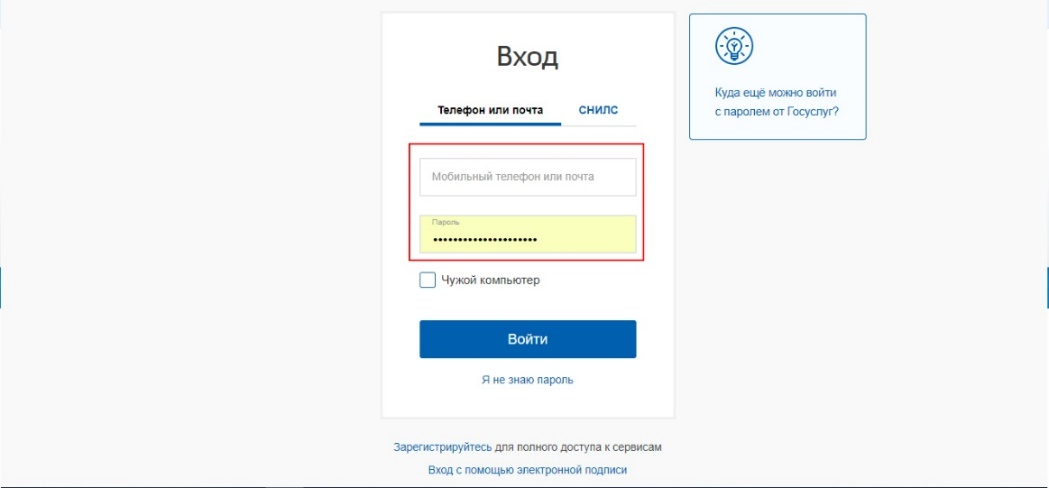 Вход
Телефон или почта
СНИЛС
Мобильный телефон или почта
Пароль
•••••••••••••••••••••
Чужой компьютер
Войти
Я не знаю пароль
Зарегистрируйтесь для полного доступа к сервисам
Вход с помощью электронной подписи
Куда ещё можно войти
с паролем от Госуслуг?